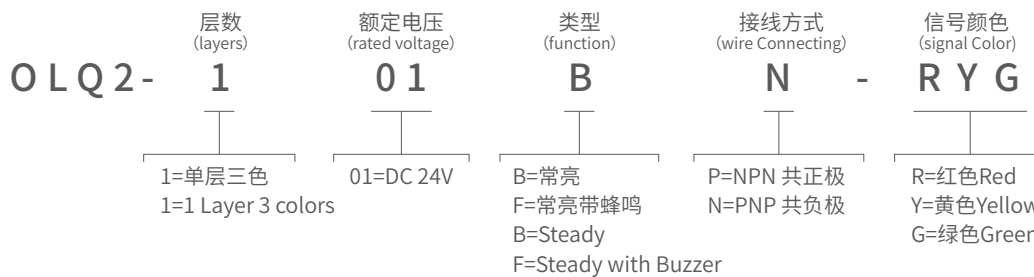 层数 额定电压 类型 接线方式 信号颜色
(layers) (rated voltage) (function) (wire Connecting) (signal Color)
OLQ2- 1 01 B N - RYG
1=单层三色 01=DC 24V B=常亮 P=NPN 共正极 R=红色Red
1=1 Layer 3 colors F=常亮带蜂鸣 N=PNP 共负极 Y=黄色Yellow
B=Steady G=绿色Green
F=Steady with Buzzer